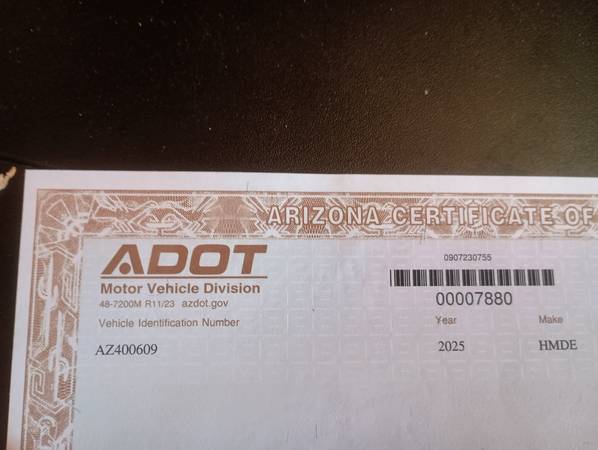 ARIZONA CERTIFICATE OF
ADOT
Motor Vehicle Division
48-7200M R11/23 azdot.gov
0907230755
00007880
Vehicle Identification Number Year Make
AZ400609 2025 HMDE